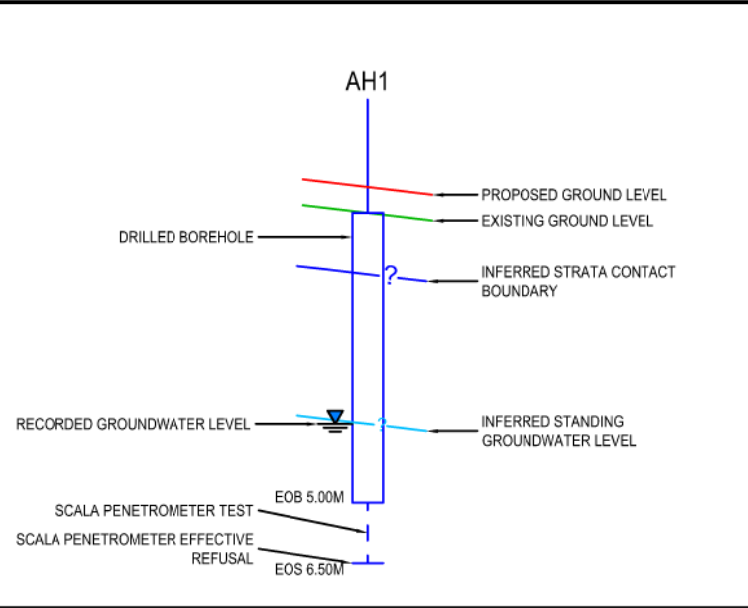 AH1
PROPOSED GROUND LEVEL
EXISTING GROUND LEVEL
DRILLED BOREHOLE
?
INFERRED STRATA CONTACT
BOUNDARY
RECORDED GROUNDWATER LEVEL
?
INFERRED STANDING
GROUNDWATER LEVEL
EOB 5.00M
SCALA PENETROMETER TEST
SCALA PENETROMETER EFFECTIVE
REFUSAL
EOS 6.50M